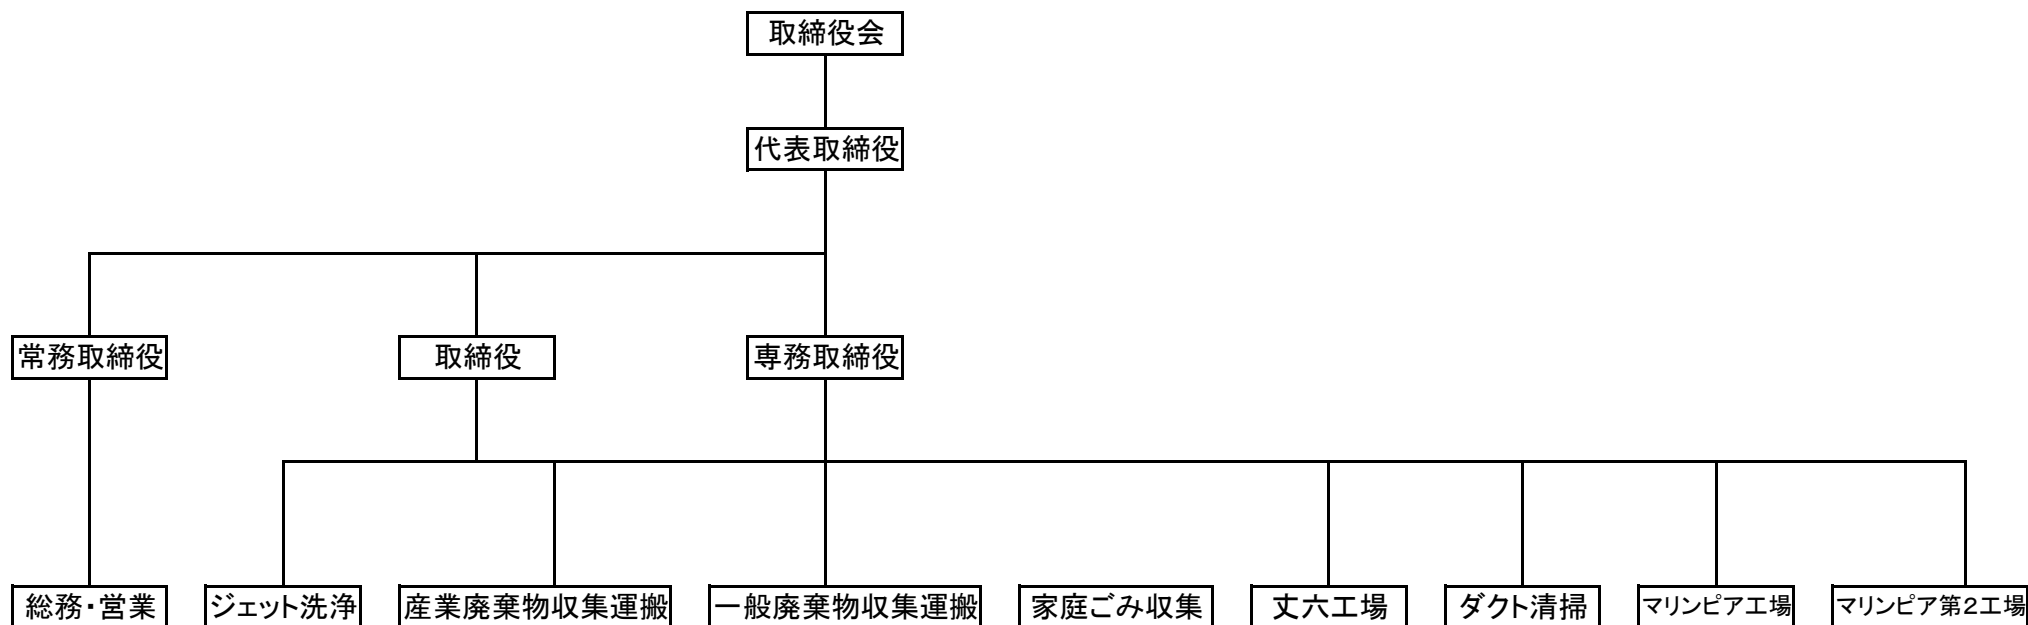 取締役会
代表取締役
常務取締役
取締役
専務取締役
総務・営業
ジェット洗浄
産業廃棄物収集運搬
一般廃棄物収集運搬
家庭ごみ収集
丈六工場
ダクト清掃
マリンピア工場
マリンピア第2工場